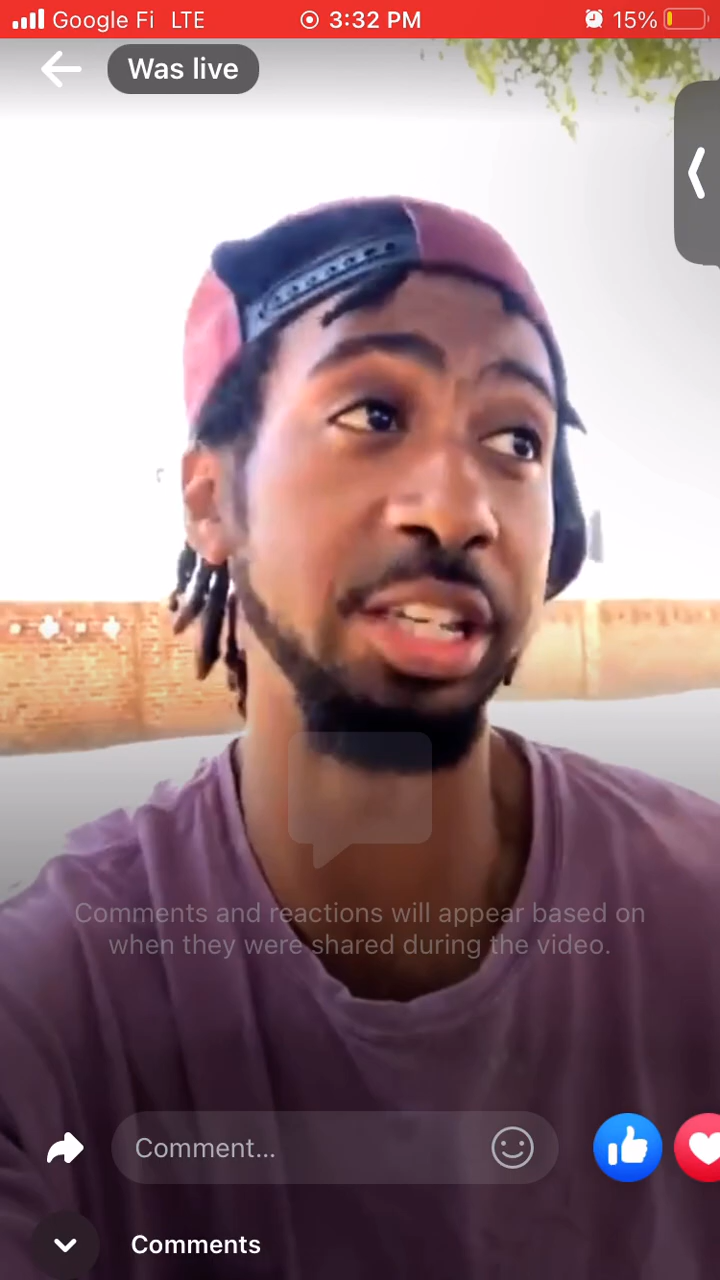 Google Fi LTE 3:32 PM 15%
Was live
Comments and reactions will appear based on
when they were shared during the video.
Comment...
Comments